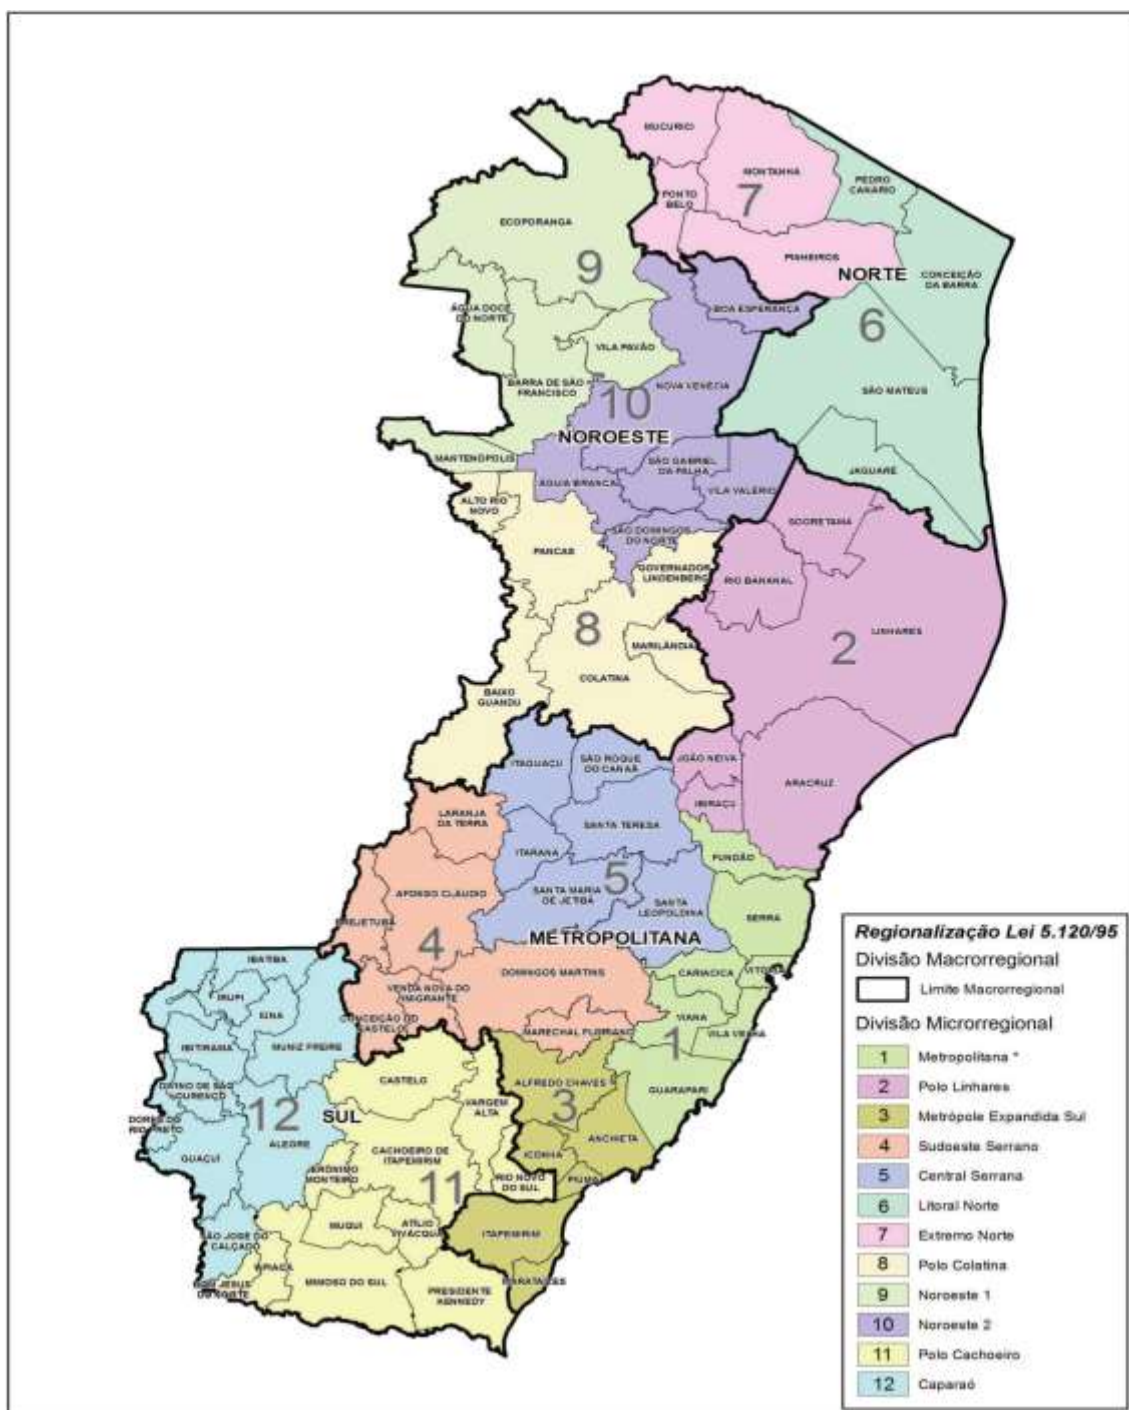 MUCURICI
MONTANHA
7
PEDRO
CANARIO
PONTO
BELO
ECOPORANGA
PINHEIROS
NORTE
CONCEIÇÃO
DA BARRA
9
ÁGUA DOCE
DO NORTE
BOA ESPERANÇA
6
VILA PAVÃO
BARRA DE SÃO
FRANCISCO
NOVA VENÉCIA
SÃO MATEUS
10
NOROESTE
MANTENÓPOLIS
SÃO GABRIEL
DA PALHA
JAGUARÉ
ÁGUIA BRANCA
VILA VALÉRIO
ALTO RIO
NOVO
SOORETAMA
SÃO DOMINGOS
DO NORTE
PANCAS
GOVERNADOR
LINDENBERG
RIO BANANAL
8
LINHARES
2
MARILÂNDIA
COLATINA
BAIXO
GUANDU
ITAGUAÇU
SÃO ROQUE
DO CANAÃ
JOÃO NEIVA
ARACRUZ
IBIRAÇU
LARANJA
DA TERRA
SANTA TERESA
ITARANA
FUNDÃO
AFONSO CLÁUDIO
SANTA MARIA
DE JETIBÁ
5
SANTA
LEOPOLDINA
SERRA
BREJETUBA
4
METROPOLITANA
IBATIBA
DOMINGOS MARTINS
CARIACICA
VITÓRIA
VENDA NOVA DO
IMIGRANTE
IRUPI
IÚNA
CONCEIÇÃO DO
CASTELO
VIANA
MARECHAL FLORIANO
VILA VELHA
1
IBITIRAMA
MUNIZ FREIRE
CASTELO
ALFREDO CHAVES
GUARAPARI
DIVINO DE SÃO
LOURENÇO
VARGEM
ALTA
3
12
SUL
DORES DO
RIO PRETO
ALEGRE
ANCHIETA
CACHOEIRO DE
ITAPEMIRIM
ICONHA
GUAÇUÍ
JERÔNIMO
MONTEIRO
11
RIO NOVO
DO SUL
PIÚMA
MUQUI
ATÍLIO
VIVÁCQUA
ITAPEMIRIM
SÃO JOSÉ DO
CALÇADO
APIACÁ
BOM JESUS
DO NORTE
MIMOSO DO SUL
PRESIDENTE
KENNEDY
MARATAÍZES
Regionalização Lei 5.120/95
Divisão Macrorregional
Limite Macrorregional
Divisão Microrregional
1 Metropolitana *
2 Polo Linhares
3 Metrópole Expandida Sul
4 Sudoeste Serrano
5 Central Serrana
6 Litoral Norte
7 Extremo Norte
8 Polo Colatina
9 Noroeste 1
10 Noroeste 2
11 Polo Cachoeiro
12 Caparaó